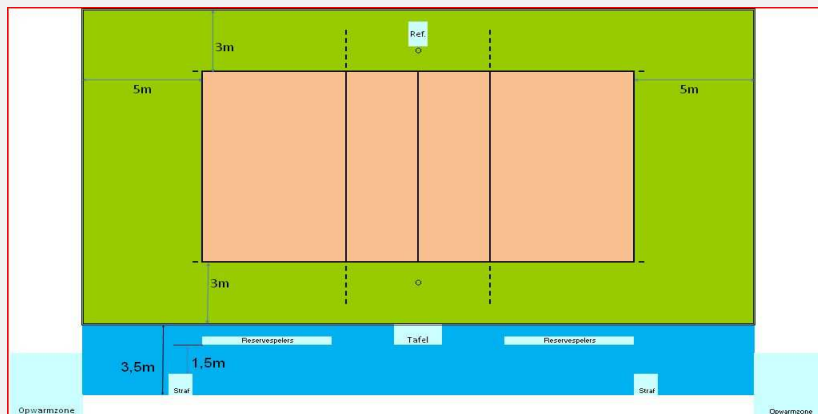 Ref.
3m
5m
5m
3m
Reservespelers
Tafel
Reservespelers
3,5m
1,5m
Straf
Straf
Opwarmzone
Opwarmzone